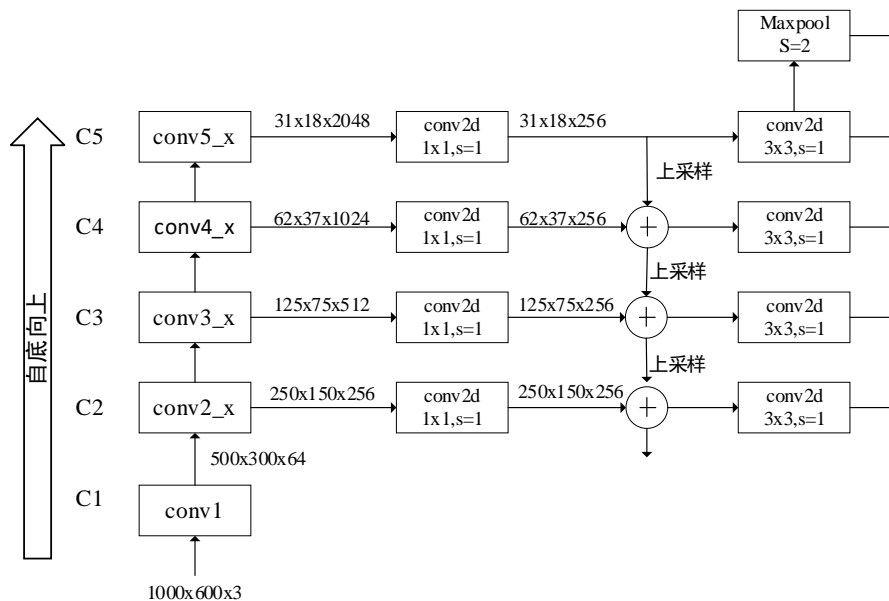 Maxpool
S=2
C5
conv5_x
31x18x2048
conv2d
1x1,s=1
31x18x256
conv2d
3x3,s=1
上采样
C4
conv4_x
62x37x1024
conv2d
1x1,s=1
62x37x256
+
conv2d
3x3,s=1
上采样
自底向上
C3
conv3_x
125x75x512
conv2d
1x1,s=1
125x75x256
+
conv2d
3x3,s=1
上采样
C2
conv2_x
250x150x256
conv2d
1x1,s=1
250x150x256
+
conv2d
3x3,s=1
500x300x64
C1
conv1
1000x600x3